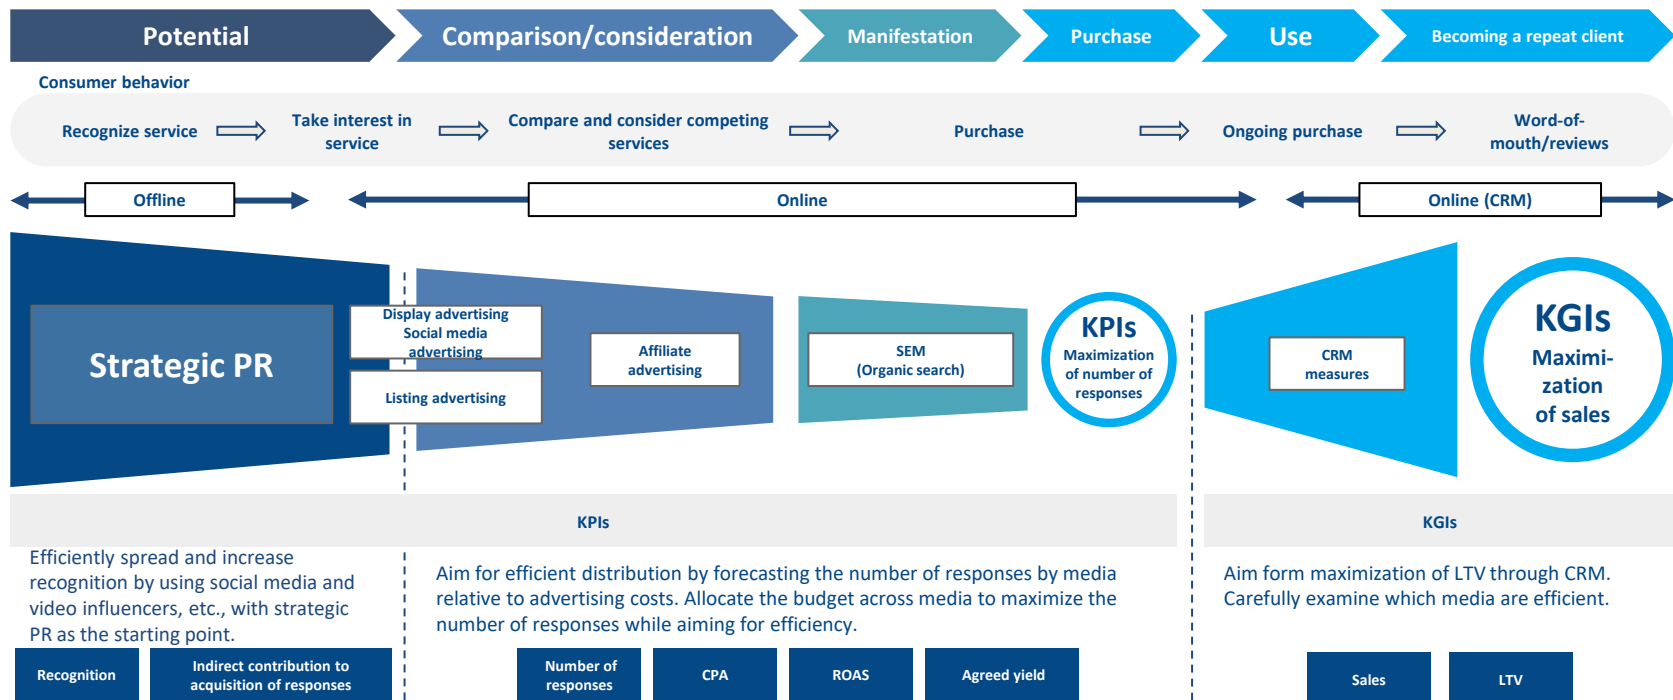 Potential
Comparison/consideration
Manifestation
Purchase
Use
Becoming a repeat client
Consumer behavior
Recognize service
Take interest in
service
Compare and consider competing
services
Purchase
Ongoing purchase
Word-of-
mouth/reviews
Offline
Online
Online (CRM)
Strategic PR
Display advertising
Social media
advertising
Listing advertising
Affiliate
advertising
SEM
(Organic search)
KPIs
Maximization
of number of
responses
CRM
measures
KGIs
Maximi-
zation
of sales
KPIs
KGIs
Efficiently spread and increase
recognition by using social media and
video influencers, etc., with strategic
PR as the starting point.
Aim for efficient distribution by forecasting the number of responses by media
relative to advertising costs. Allocate the budget across media to maximize the
number of responses while aiming for efficiency.
Aim form maximization of LTV through CRM.
Carefully examine which media are efficient.
Recognition
Indirect contribution to
acquisition of responses
Number of
responses
CPA
ROAS
Agreed yield
Sales
LTV